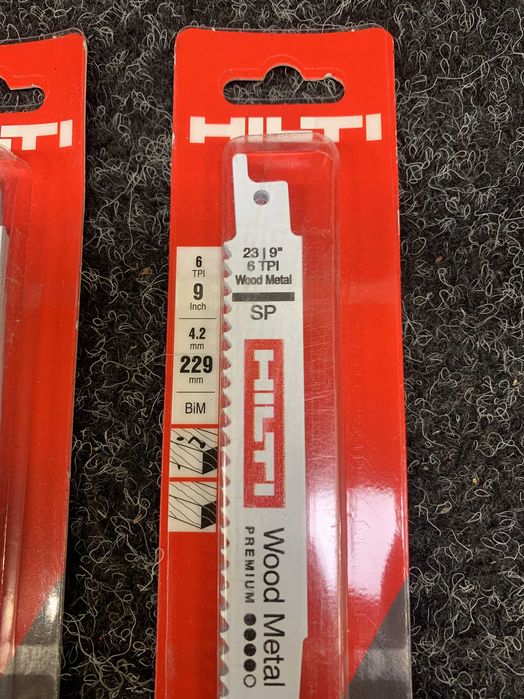 HILTI
6
TPI
9
Inch
4.2
mm
229
mm
BiM
23 | 9"
6 TPI
Wood Metal
SP
HILTI
Wood Metal
PREMIUM
TI